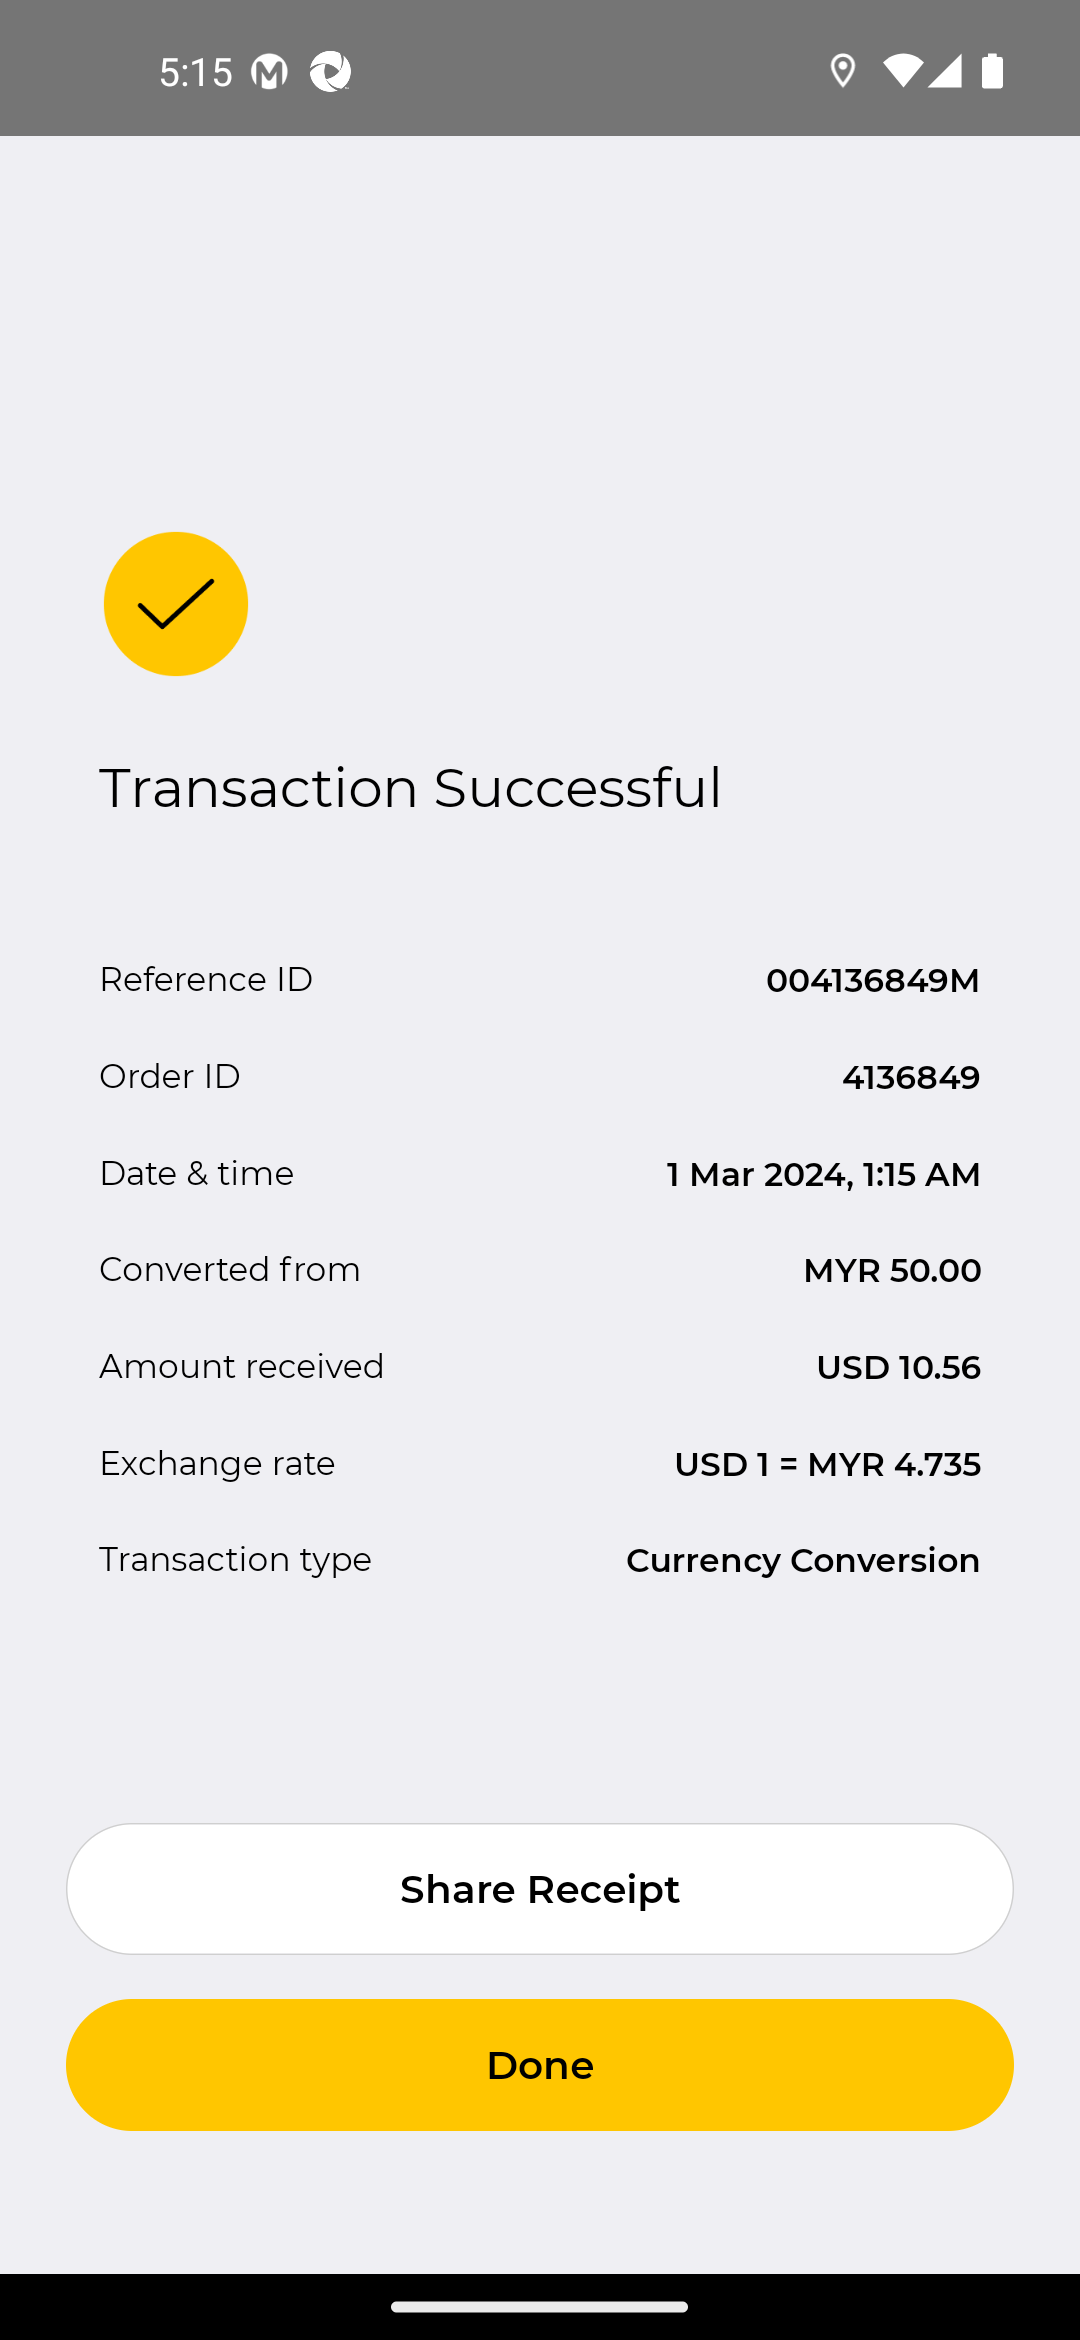 5:15
Transaction Successful
Reference ID 004136849M
Order ID 4136849
Date & time 1 Mar 2024, 1:15 AM
Converted from MYR 50.00
Amount received USD 10.56
Exchange rate USD 1 = MYR 4.735
Transaction type Currency Conversion
Share Receipt
Done